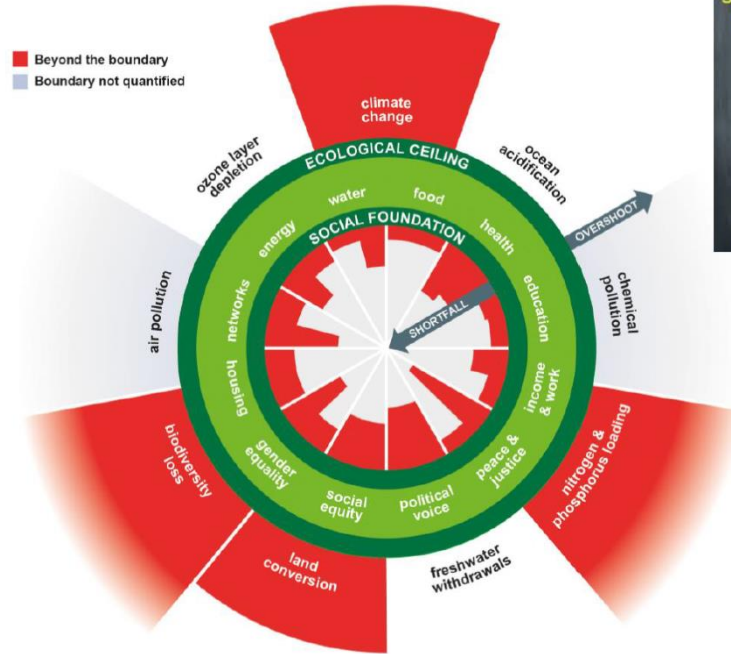 Beyond the boundary
Boundary not quantified
climate
change
ozone layer
depletion
ocean
acidification
ECOLOGICAL CEILING
OVERSHOOT
water
food
energy
health
SOCIAL FOUNDATION
networks
education
SHORTFALL
air pollution
chemical
pollution
housing
income
& work
gender
equality
peace &
justice
social
equity
political
voice
biodiversity
loss
nitrogen &
phosphorus loading
land
conversion
freshwater
withdrawals